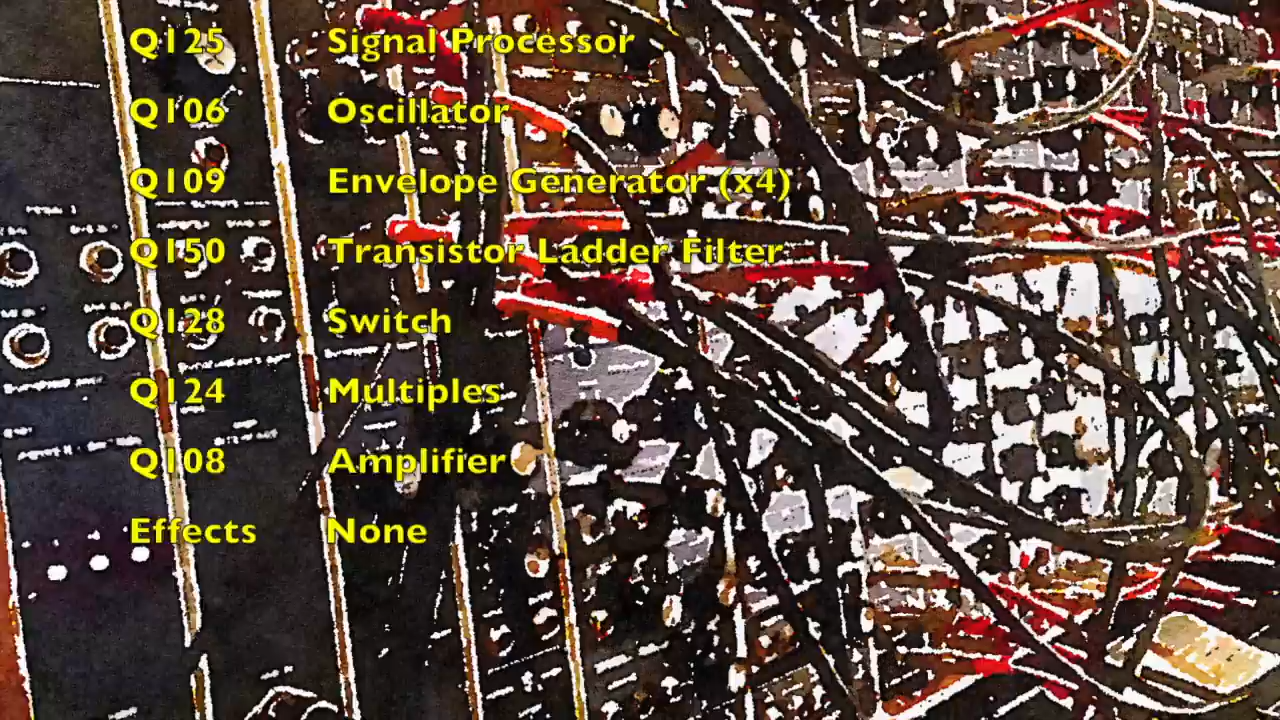 Q125 Signal Processor
Q106 Oscillator
Q109 Envelope Generator (x4)
Q150 Transistor Ladder Filter
Q128 Switch
Q124 Multiples
Q108 Amplifier
Effects None